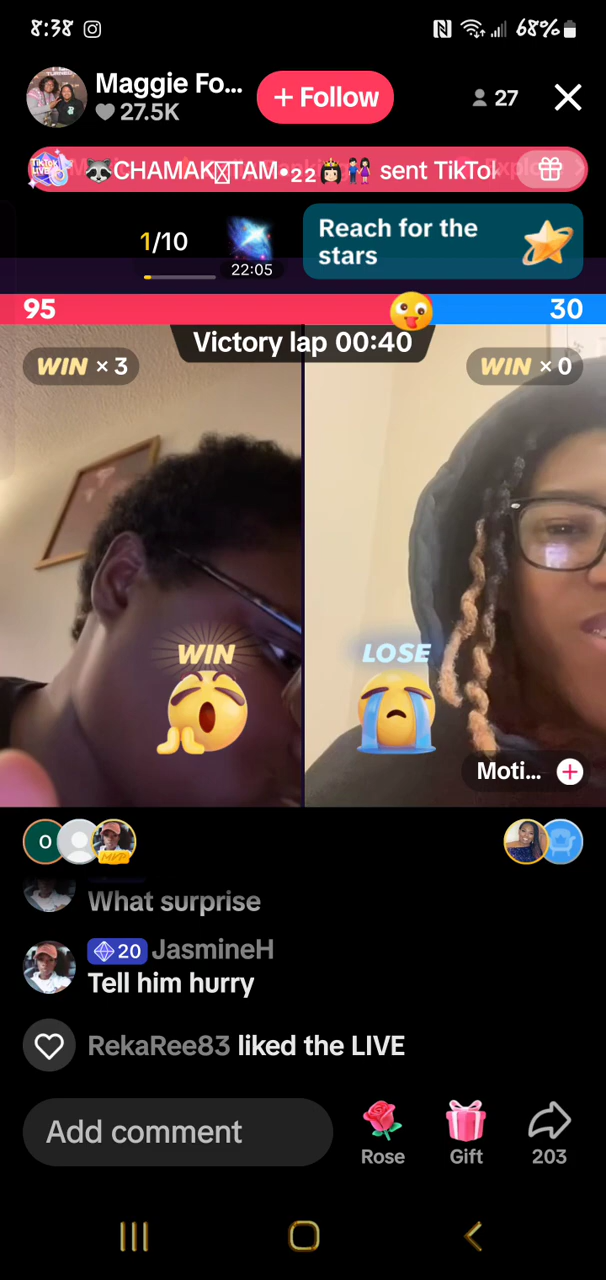 8:38
68%
Maggie Fo...
27.5K
+ Follow
27
CHAMAK TAM•₂₂ sent TikTok
1/10
22:05
Reach for the
stars
95
30
Victory lap 00:40
WIN × 3
WIN × 0
WIN
LOSE
Moti...
O
MVP
What surprise
20 JasmineH
Tell him hurry
RekaRee83 liked the LIVE
Add comment
Rose
Gift
203